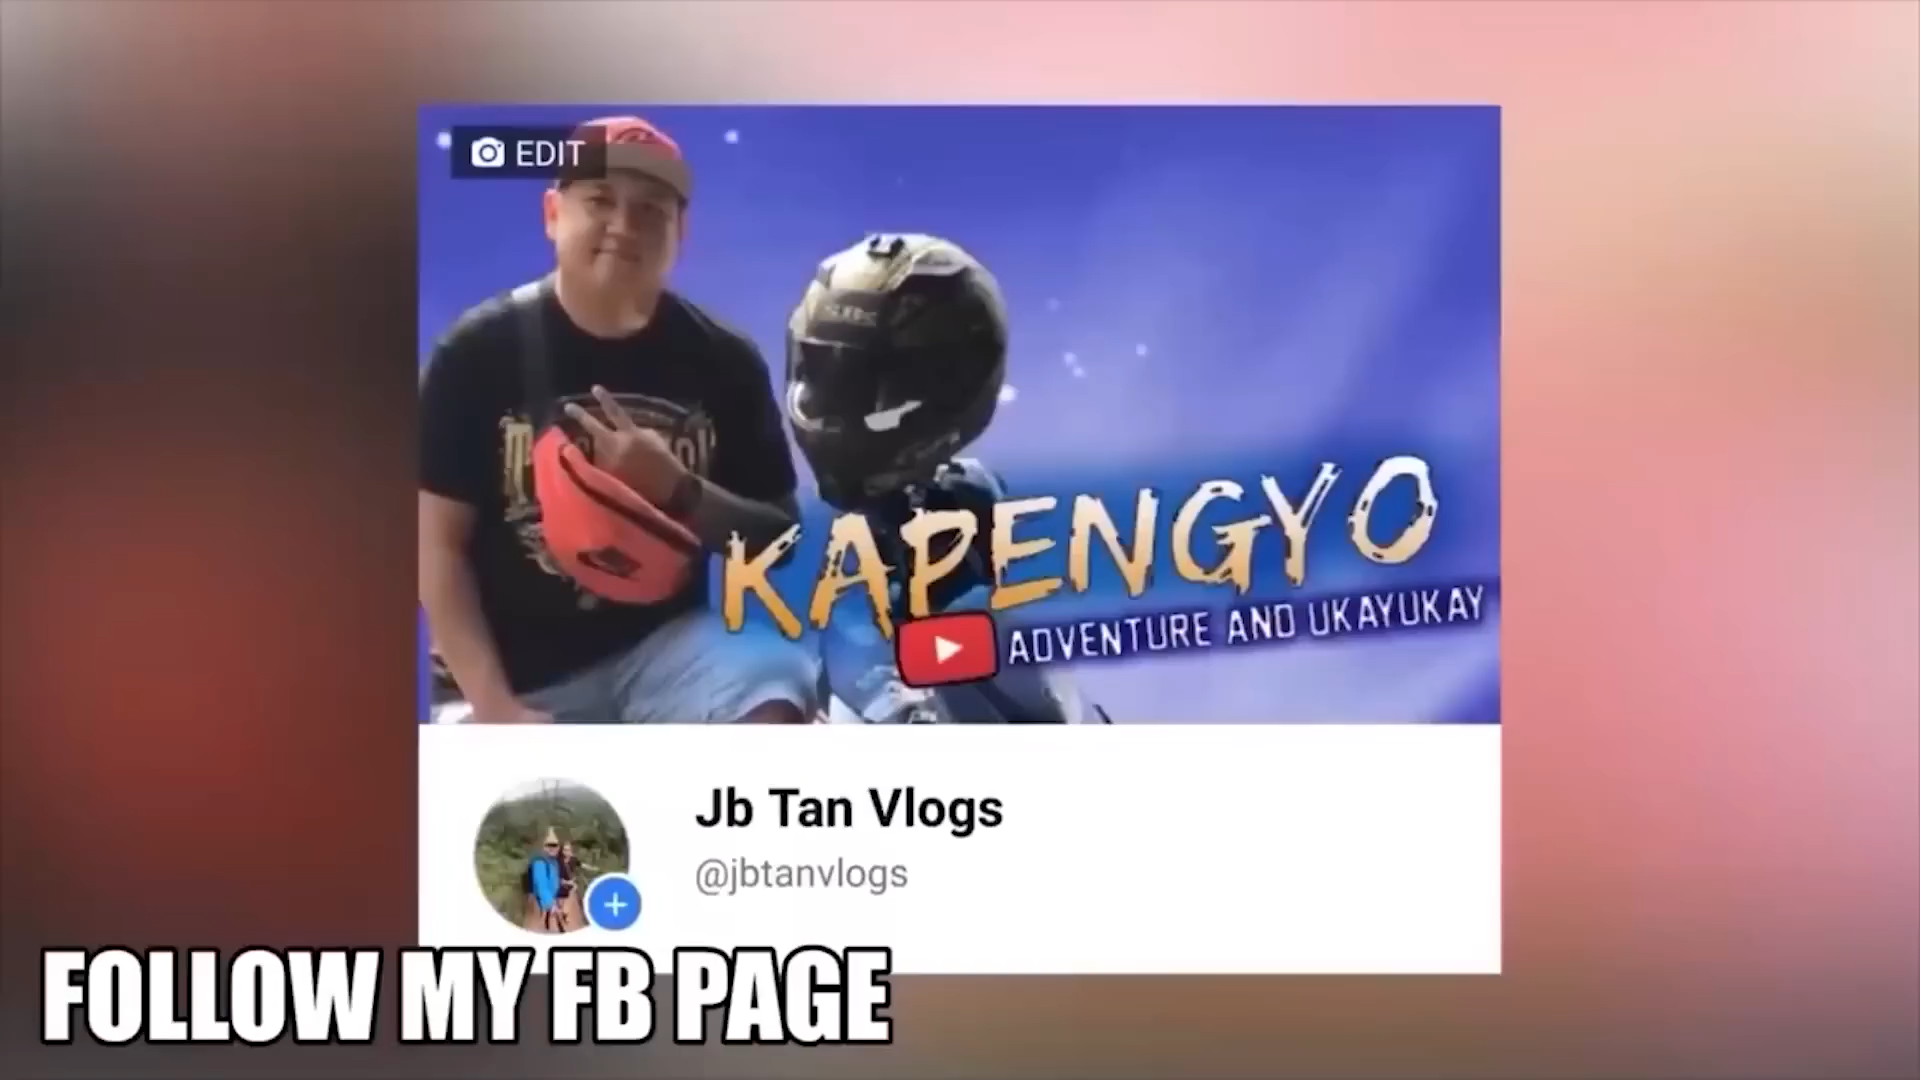 EDIT
KAPENGYO
ADVENTURE AND UKAYUKAY
Jb Tan Vlogs
@jbtanvlogs
FOLLOW MY FB PAGE